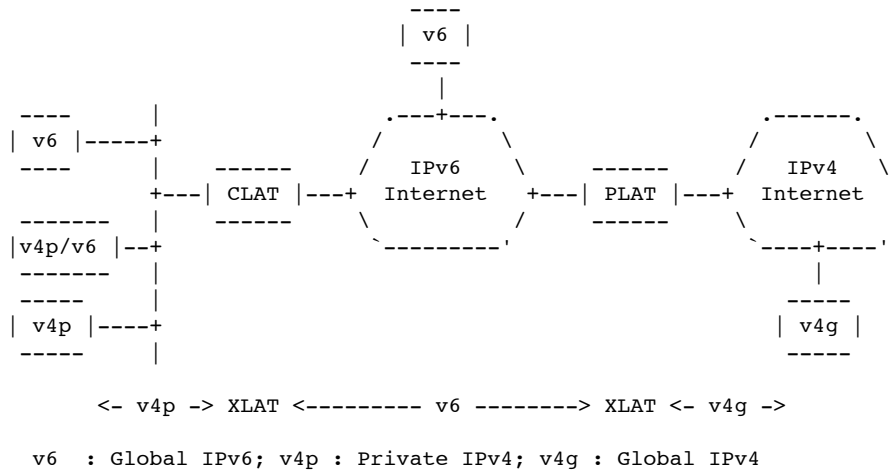 v6
v6
IPv6
IPv4
CLAT
Internet
PLAT
Internet
v4p/v6
v4p
v4g
<- v4p -> XLAT <--------- v6 --------> XLAT <- v4g ->
v6 : Global IPv6; v4p : Private IPv4; v4g : Global IPv4